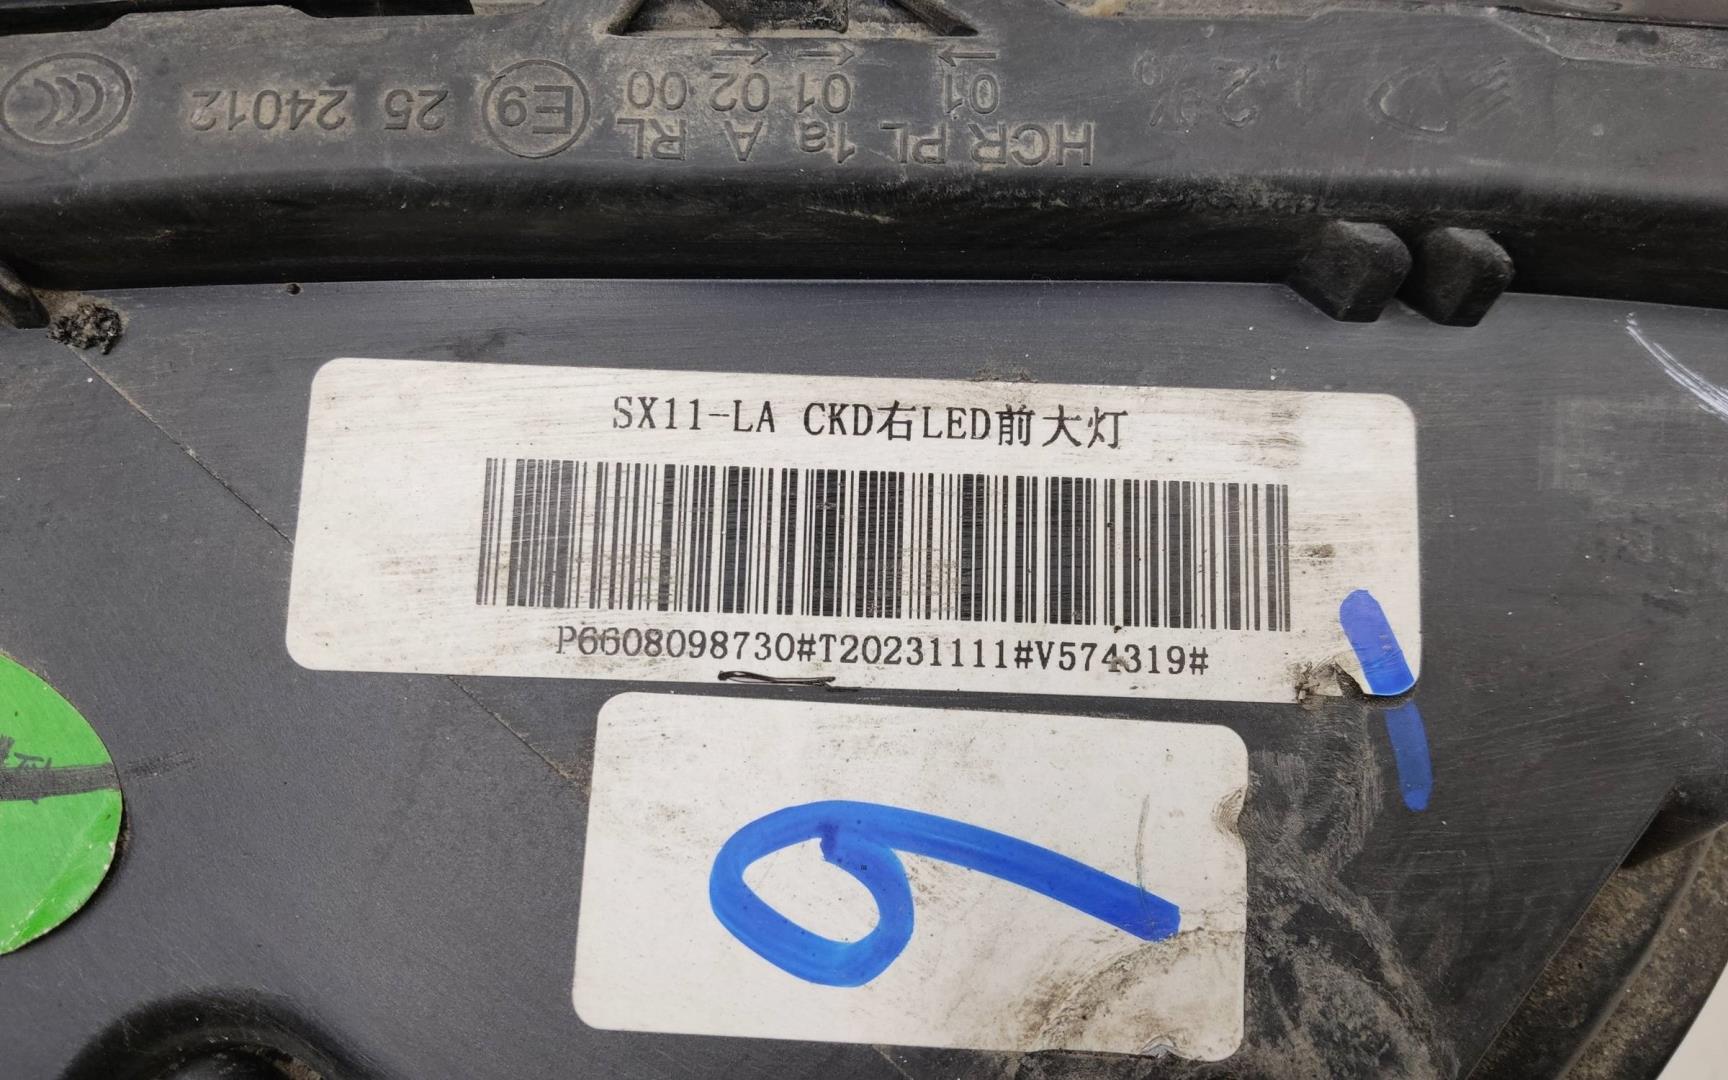 HCR PL 1a A RL
01 01 02 00
E9 25 24012
SX11-LA CKD右LED前大灯
P6608098730#T20231111#V574319#
9